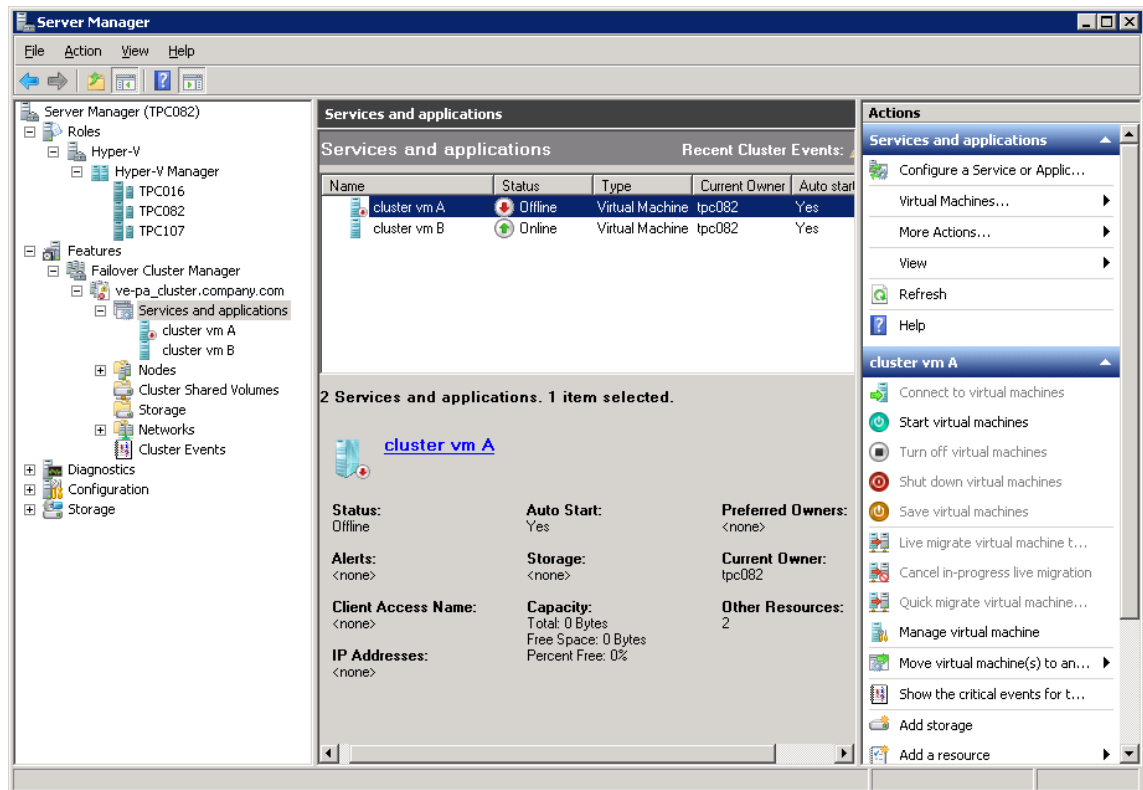 Server Manager
File Action View Help
Server Manager (TPC082)
Roles
Hyper-V
Hyper-V Manager
TPC016
TPC082
TPC107
Features
Failover Cluster Manager
ve-pa_cluster.company.com
Services and applications
cluster vm A
cluster vm B
Nodes
Cluster Shared Volumes
Storage
Networks
Cluster Events
Diagnostics
Configuration
Storage
Services and applications
Services and applications Recent Cluster Events:
Name Status Type Current Owner Auto start
cluster vm A Offline Virtual Machine tpc082 Yes
cluster vm B Online Virtual Machine tpc082 Yes
2 Services and applications. 1 item selected.
cluster vm A
Status: Auto Start: Preferred Owners:
Offline Yes <none>
Alerts: Storage: Current Owner:
<none> <none> tpc082
Client Access Name: Capacity: Other Resources:
<none> Total: 0 Bytes 2
Free Space: 0 Bytes
IP Addresses: Percent Free: 0%
<none>
Actions
Services and applications
Configure a Service or Applic...
Virtual Machines...
More Actions...
View
Refresh
Help
cluster vm A
Connect to virtual machines
Start virtual machines
Turn off virtual machines
Shut down virtual machines
Save virtual machines
Live migrate virtual machine t...
Cancel in-progress live migration
Quick migrate virtual machine...
Manage virtual machine
Move virtual machine(s) to an...
Show the critical events for t...
Add storage
Add a resource